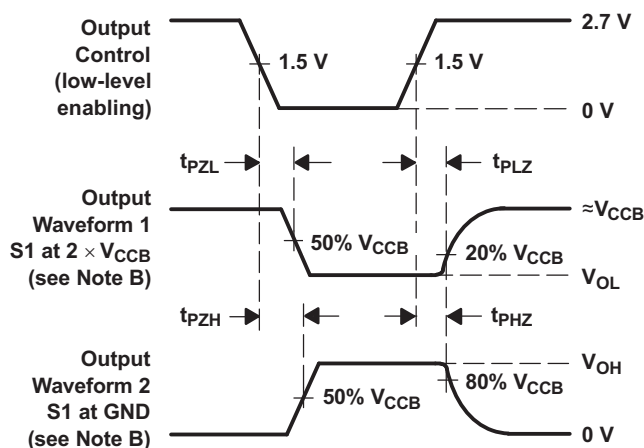 Output
Control
(low-level
enabling)
2.7 V
1.5 V
1.5 V
0 V
tPZL
tPLZ
Output
Waveform 1
S1 at 2 × VCCB
(see Note B)
≈VCCB
50% VCCB
20% VCCB
VOL
tPZH
tPHZ
Output
Waveform 2
S1 at GND
(see Note B)
VOH
50% VCCB
80% VCCB
0 V